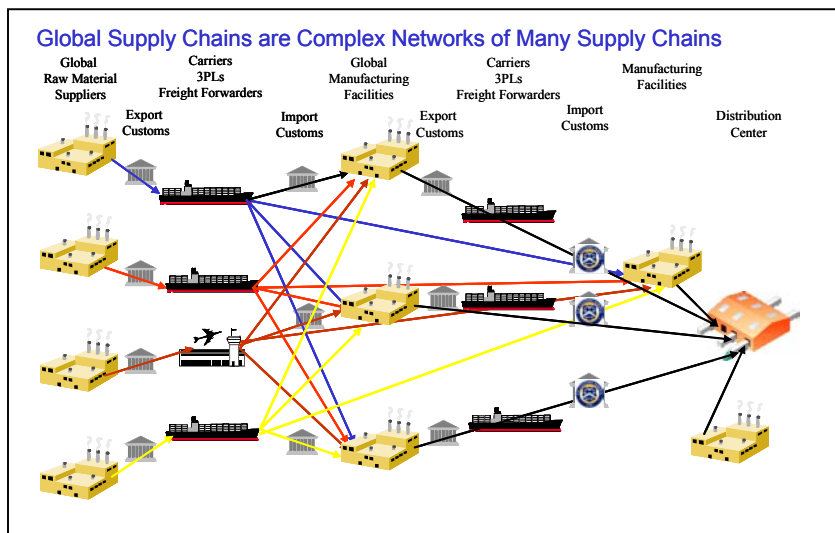 Global Supply Chains are Complex Networks of Many Supply Chains
Global
Raw Material
Suppliers
Export
Customs
Carriers
3PLs
Freight Forwarders
Import
Customs
Global
Manufacturing
Facilities
Export
Customs
Carriers
3PLs
Freight Forwarders
Import
Customs
Manufacturing
Facilities
Distribution
Center